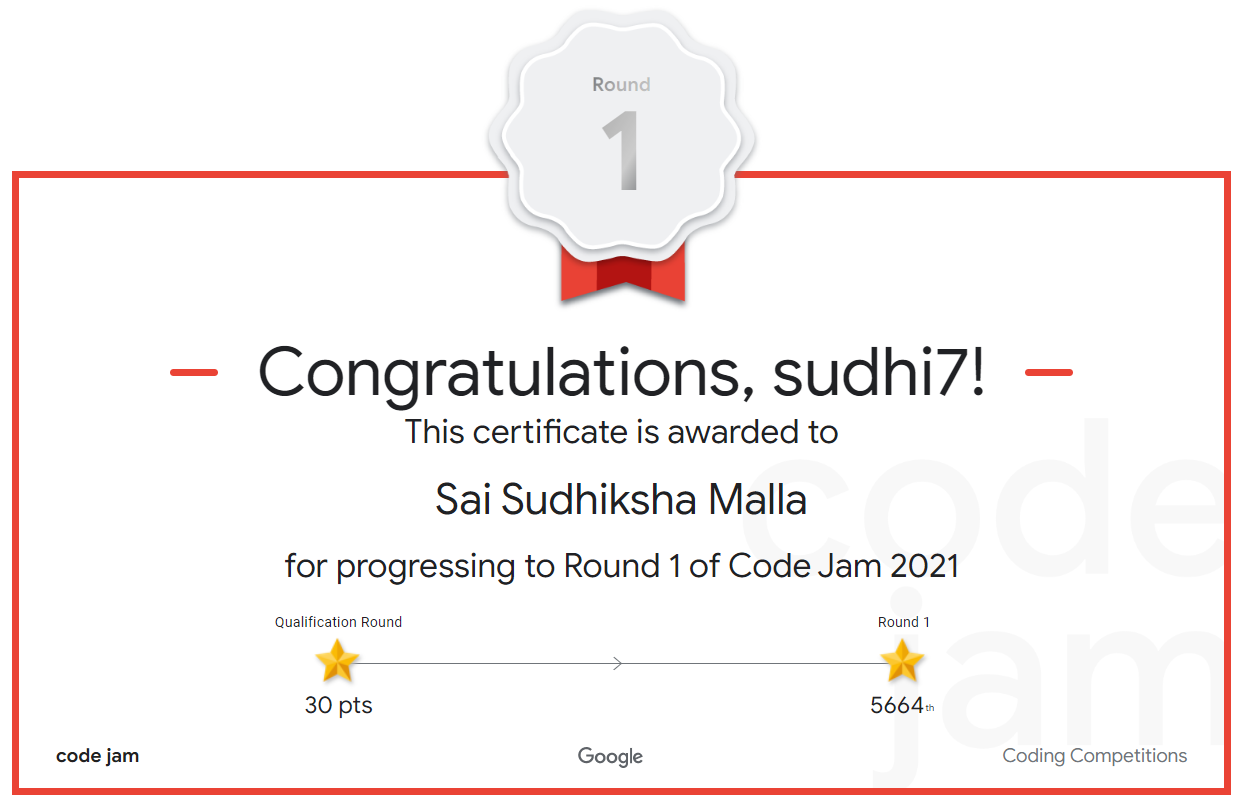 Round
1
Congratulations, sudhi7!
This certificate is awarded to
Sai Sudhiksha Malla
for progressing to Round 1 of Code Jam 2021
Qualification Round
Round 1
30 pts
5664th
code jam
code jam
Google
Coding Competitions